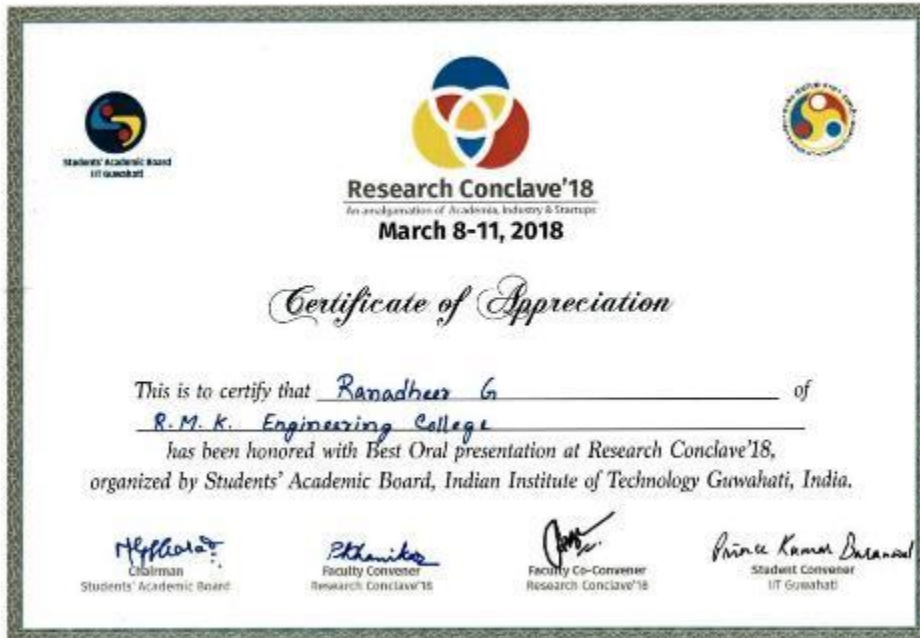 Students' Academic Board
IIT Guwahati
Research Conclave'18
An amalgamation of Academia, Industry & Startups
March 8-11, 2018
Certificate of Appreciation
This is to certify that Ranadheer G of
R.M.K. Engineering College
has been honored with Best Oral presentation at Research Conclave'18,
organized by Students' Academic Board, Indian Institute of Technology Guwahati, India.
Chairman
Students' Academic Board
Faculty Convener
Research Conclave'18
Faculty Co-Convener
Research Conclave'18
Prince Kumar
Student Convener
IIT Guwahati